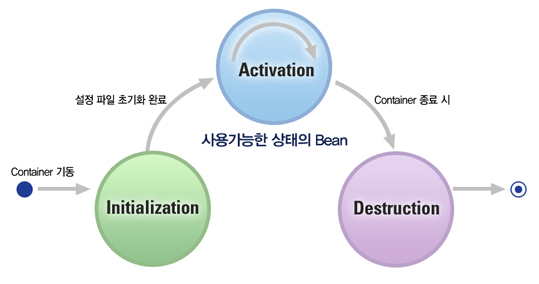 Activation
설정 파일 초기화 완료
Container 종료 시
사용가능한 상태의 Bean
Container 기동
Initialization
Destruction